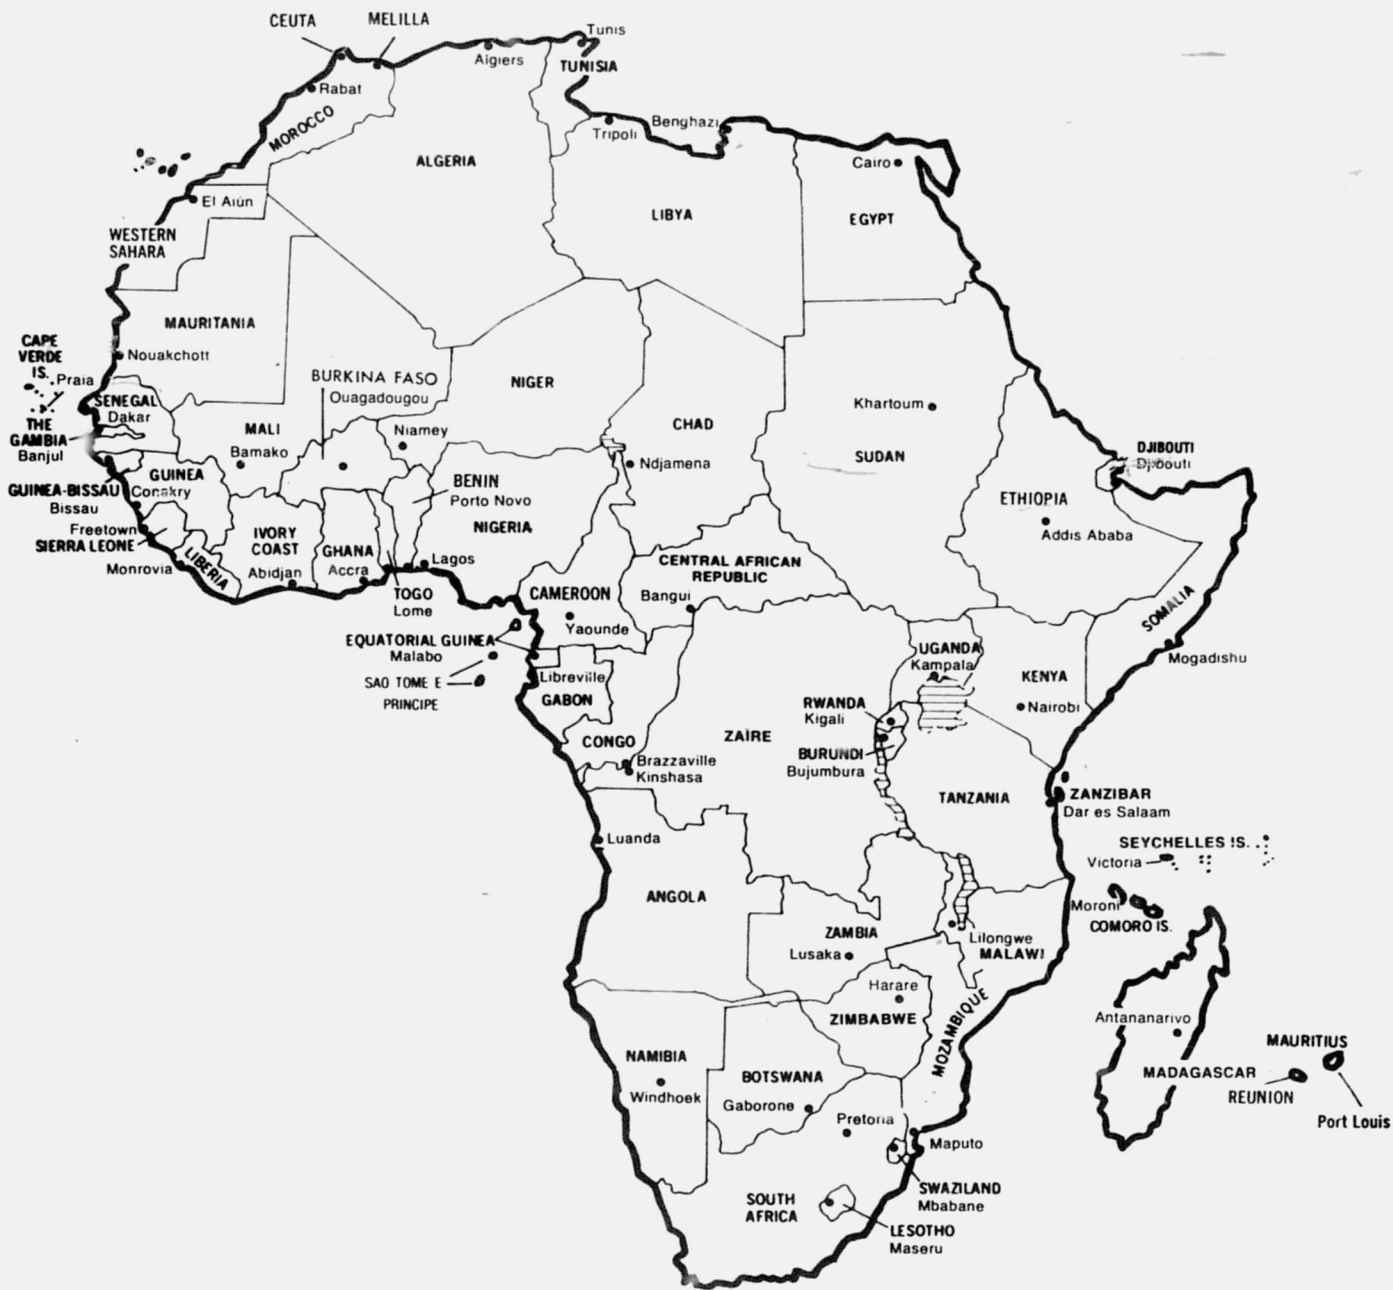 CEUTA
MELILLA
Tunis
Algiers
TUNISIA
Rabat
MOROCCO
Tripoli
Benghazi
Cairo
ALGERIA
El Aiún
LIBYA
EGYPT
WESTERN
SAHARA
MAURITANIA
Nouakchott
CAPE
VERDE
IS.
Praia
BURKINA FASO
Ouagadougou
NIGER
SENEGAL
Dakar
THE
GAMBIA
Banjul
MALI
Bamako
Niamey
CHAD
Ndjamena
Khartoum
SUDAN
DJIBOUTI
Djibouti
GUINEA
Conakry
GUINEA-BISSAU
Bissau
BENIN
Porto Novo
NIGERIA
ETHIOPIA
Addis Ababa
Freetown
SIERRA LEONE
Monrovia
LIBERIA
IVORY
COAST
Abidjan
GHANA
Accra
Lagos
TOGO
Lome
CAMEROON
Yaounde
CENTRAL AFRICAN
REPUBLIC
Bangui
SOMALIA
Mogadishu
EQUATORIAL GUINEA
Malabo
SAO TOME E
PRINCIPE
Libreville
GABON
UGANDA
Kampala
KENYA
Nairobi
RWANDA
Kigali
CONGO
Brazzaville
Kinshasa
ZAÏRE
BURUNDI
Bujumbura
TANZANIA
ZANZIBAR
Dar es Salaam
Luanda
SEYCHELLES IS.
Victoria
ANGOLA
Moroni
COMORO IS.
ZAMBIA
Lusaka
Lilongwe
MALAWI
Harare
ZIMBABWE
MOZAMBIQUE
Antananarivo
MAURITIUS
MADAGASCAR
REUNION
Port Louis
NAMIBIA
Windhoek
BOTSWANA
Gaborone
Pretoria
Maputo
SWAZILAND
Mbabane
SOUTH
AFRICA
LESOTHO
Maseru